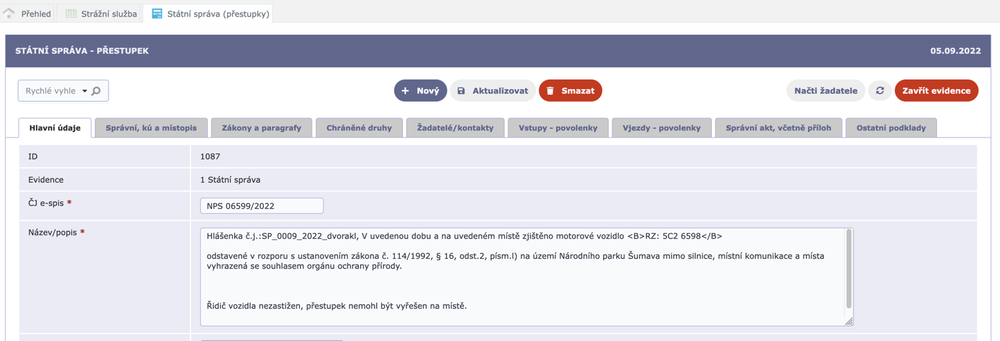 Přehled
Strážní služba
Státní správa (přestupky)
STÁTNÍ SPRÁVA - PŘESTUPEK
05.09.2022
Rychlé vyhle
Nový
Aktualizovat
Smazat
Načti žadatele
Zavřít evidence
Hlavní údaje
Správní, kú a místopis
Zákony a paragrafy
Chráněné druhy
Žadatelé/kontakty
Vstupy - povolenky
Vjezdy - povolenky
Správní akt, včetně příloh
Ostatní podklady
ID
1087
Evidence
1 Státní správa
ČJ e-spis *
NPS 06599/2022
Název/popis *
Hlášenka č.j.:SP_0009_2022_dvorakl, V uvedenou dobu a na uvedeném místě zjištěno motorové vozidlo <B>RZ: 5C2 6598</B>
odstavené v rozporu s ustanovením zákona č. 114/1992, § 16, odst.2, písm.l) na území Národního parku Šumava mimo silnice, místní komunikace a místa
vyhrazená se souhlasem orgánu ochrany přírody.
Řidič vozidla nezastižen, přestupek nemohl být vyřešen na místě.